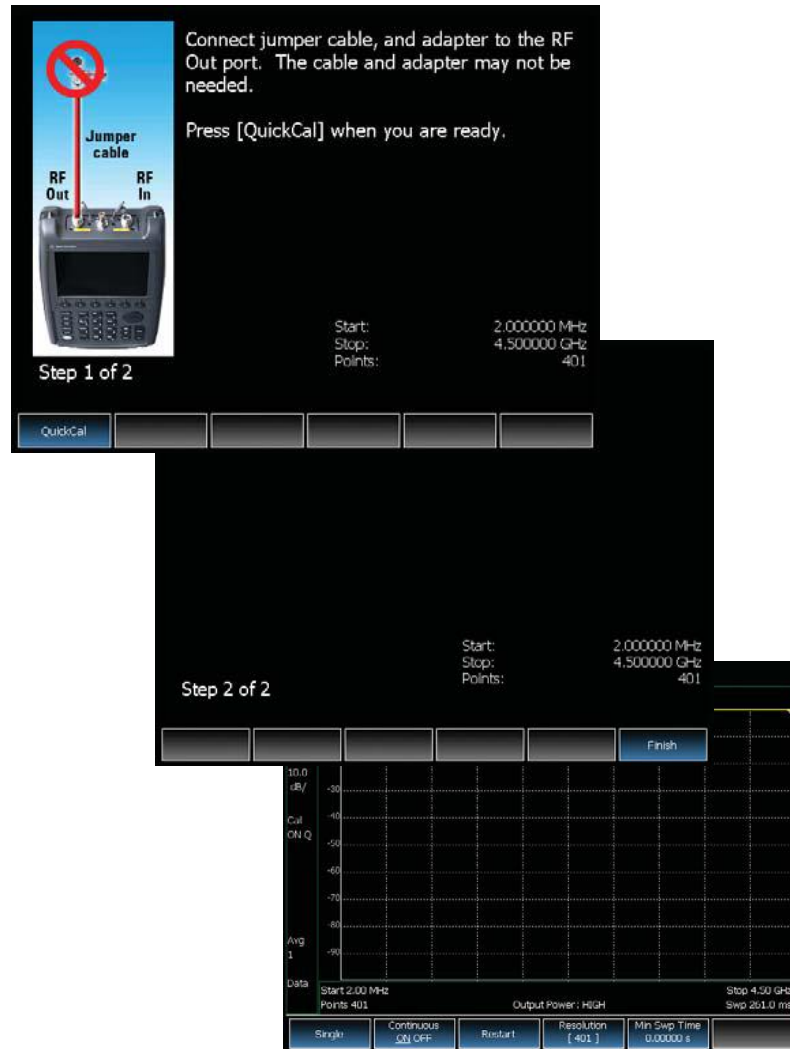 Connect jumper cable, and adapter to the RF
Out port. The cable and adapter may not be
needed.
Press [QuickCal] when you are ready.
Jumper
cable
RF
Out
RF
In
Start: 2.000000 MHz
Stop: 4.500000 GHz
Points: 401
Step 1 of 2
QuickCal
Start: 2.000000 MHz
Stop: 4.500000 GHz
Points: 401
Step 2 of 2
Finish
10.0
dB/
Cal
ON Q
Avg
1
Data
-30
-40
-50
-60
-70
-80
-90
Start 2.00 MHz
Stop 4.50 GHz
Points 401
Output Power: HIGH
Swp 261.0 ms
Single
Continuous
ON OFF
Restart
Resolution
[ 401 ]
Min Swp Time
0.00000 s